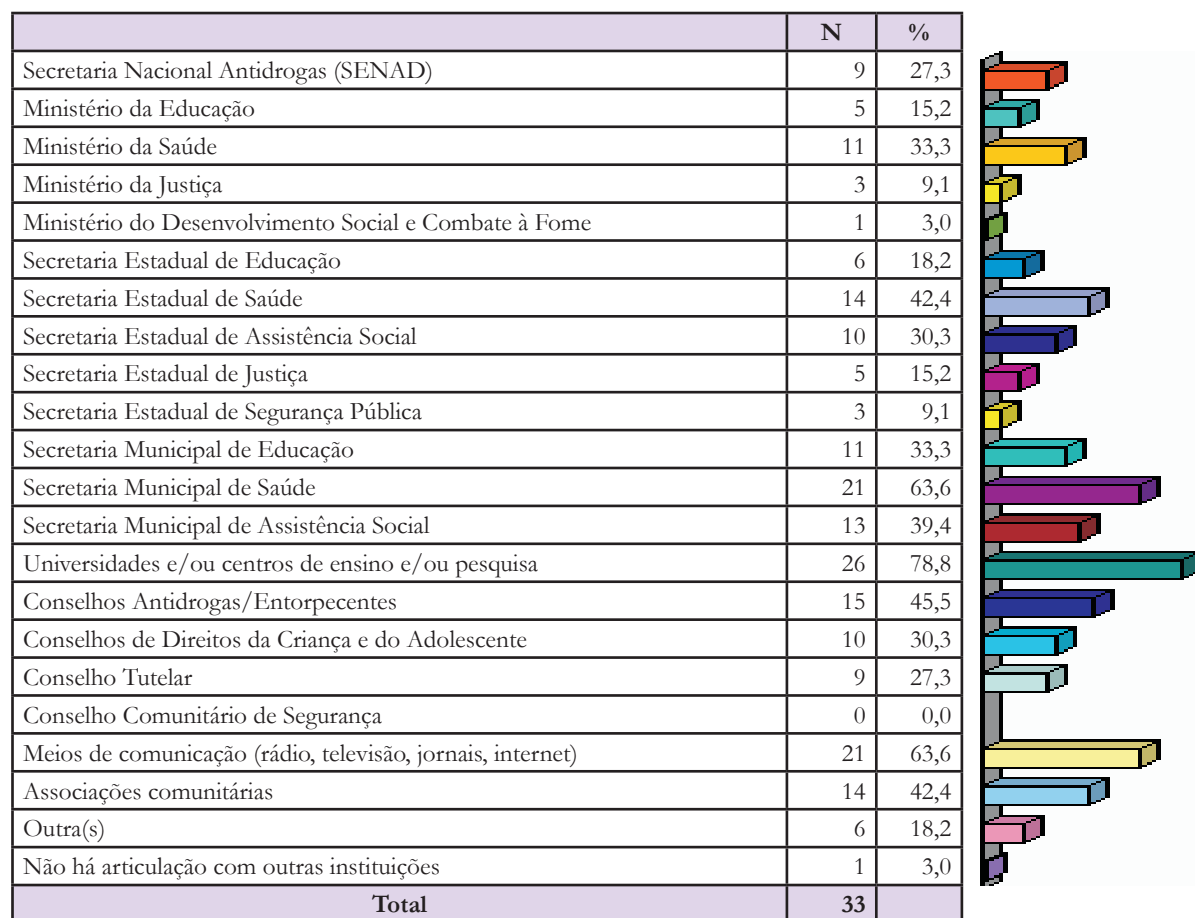 N %
Secretaria Nacional Antidrogas (SENAD) 9 27,3
Ministério da Educação 5 15,2
Ministério da Saúde 11 33,3
Ministério da Justiça 3 9,1
Ministério do Desenvolvimento Social e Combate à Fome 1 3,0
Secretaria Estadual de Educação 6 18,2
Secretaria Estadual de Saúde 14 42,4
Secretaria Estadual de Assistência Social 10 30,3
Secretaria Estadual de Justiça 5 15,2
Secretaria Estadual de Segurança Pública 3 9,1
Secretaria Municipal de Educação 11 33,3
Secretaria Municipal de Saúde 21 63,6
Secretaria Municipal de Assistência Social 13 39,4
Universidades e/ou centros de ensino e/ou pesquisa 26 78,8
Conselhos Antidrogas/Entorpecentes 15 45,5
Conselhos de Direitos da Criança e do Adolescente 10 30,3
Conselho Tutelar 9 27,3
Conselho Comunitário de Segurança 0 0,0
Meios de comunicação (rádio, televisão, jornais, internet) 21 63,6
Associações comunitárias 14 42,4
Outra(s) 6 18,2
Não há articulação com outras instituições 1 3,0
Total 33